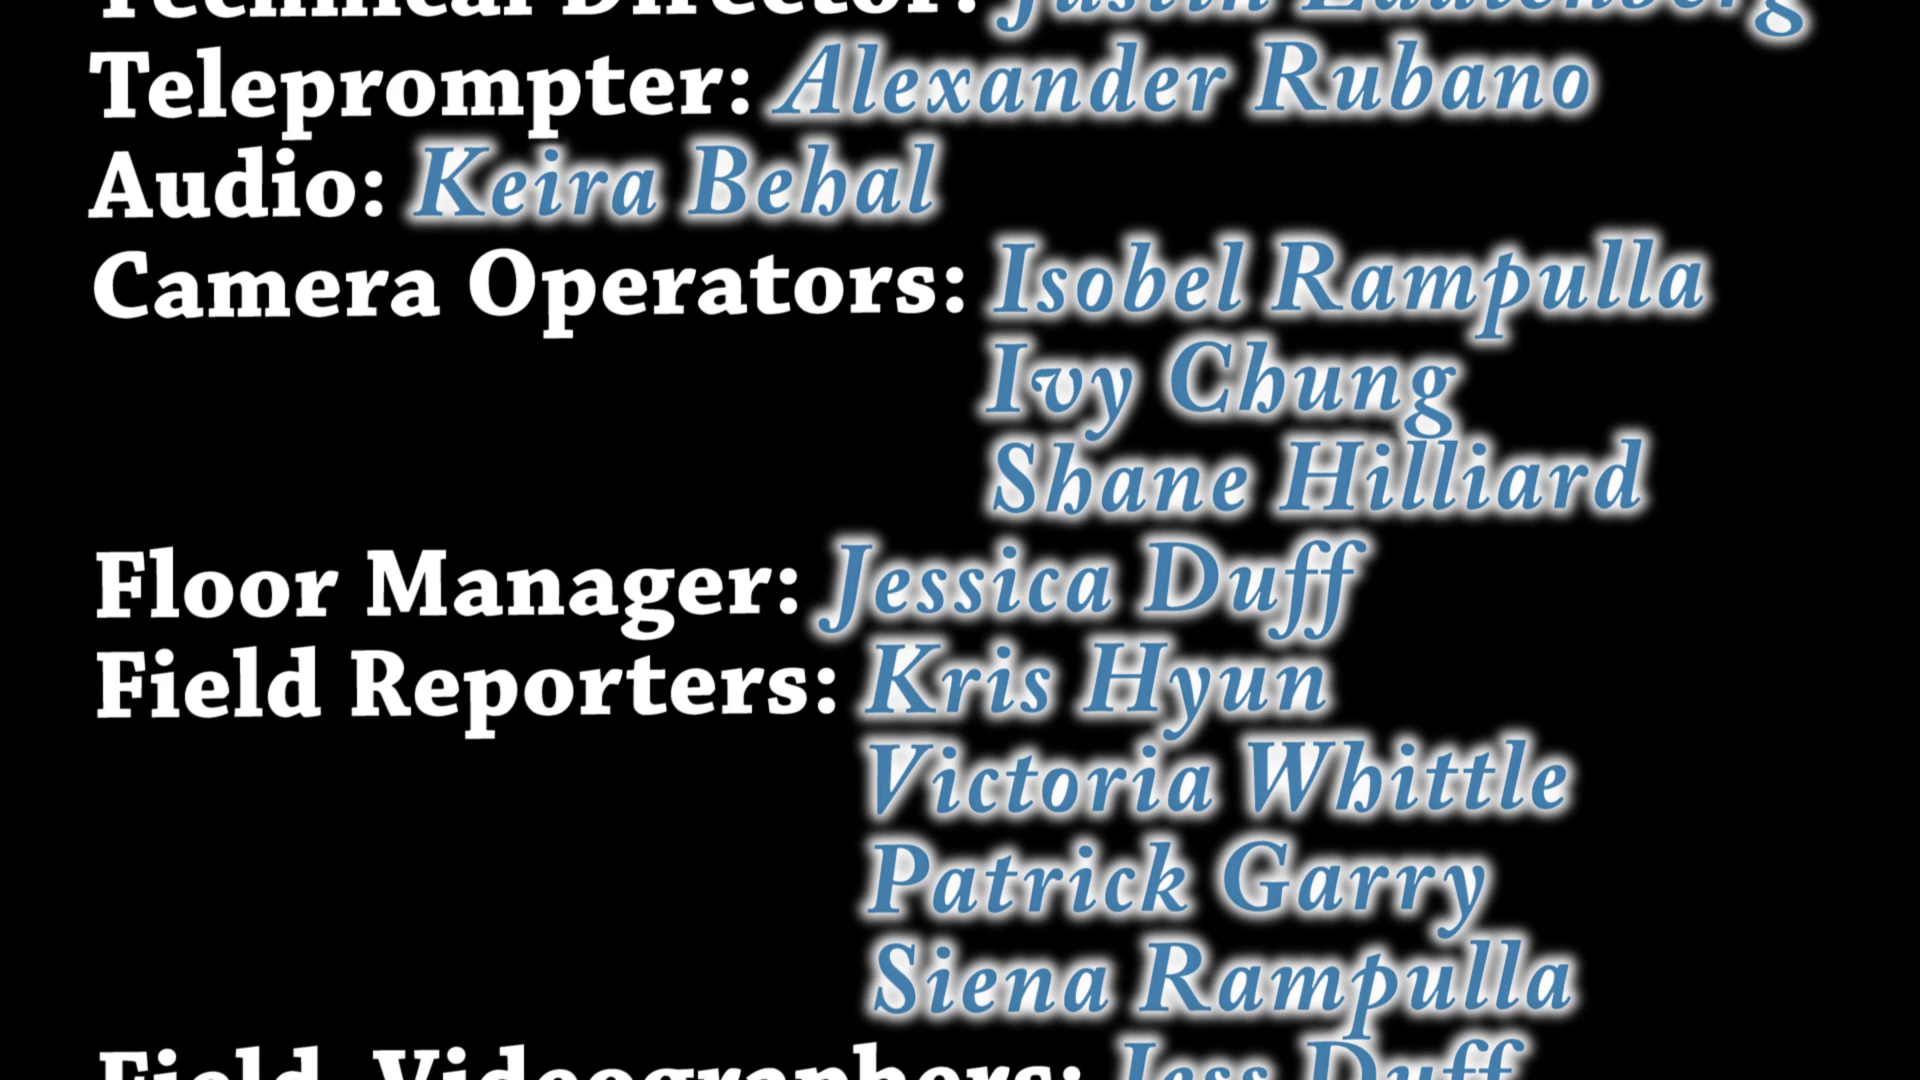 Technical Director: Justin Lautenberg
Teleprompter: Alexander Rubano
Audio: Keira Behal
Camera Operators: Isobel Rampulla
Ivy Chung
Shane Hilliard
Floor Manager: Jessica Duff
Field Reporters: Kris Hyun
Victoria Whittle
Patrick Garry
Siena Rampulla
Field Videographers: Jess Duff